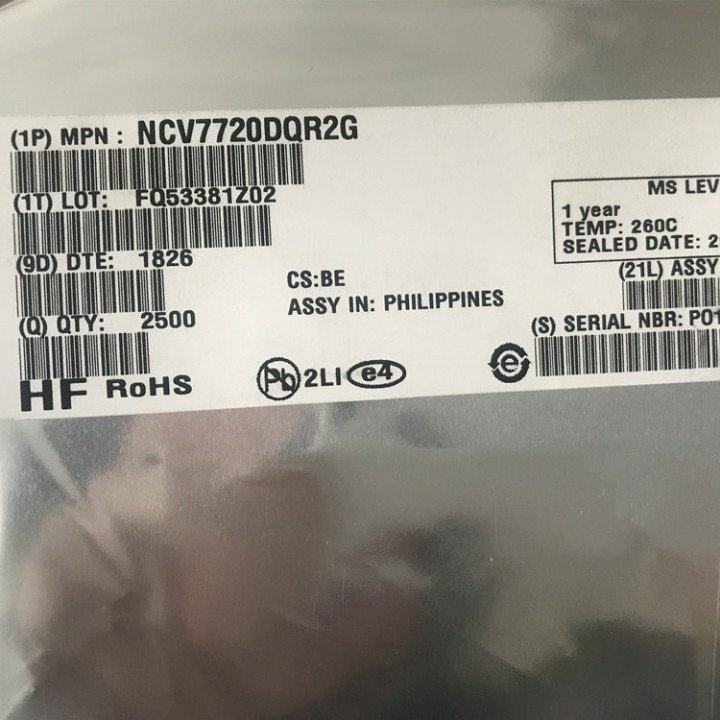 (1P) MPN : NCV7720DQR2G
(1T) LOT: FQ53381Z02
MS LEV
1 year
TEMP: 260C
SEALED DATE: 2
(9D) DTE: 1826
(21L) ASSY
CS:BE
ASSY IN: PHILIPPINES
(Q) QTY: 2500
(S) SERIAL NBR: P01
HF RoHS
Pb 2LI e4
e